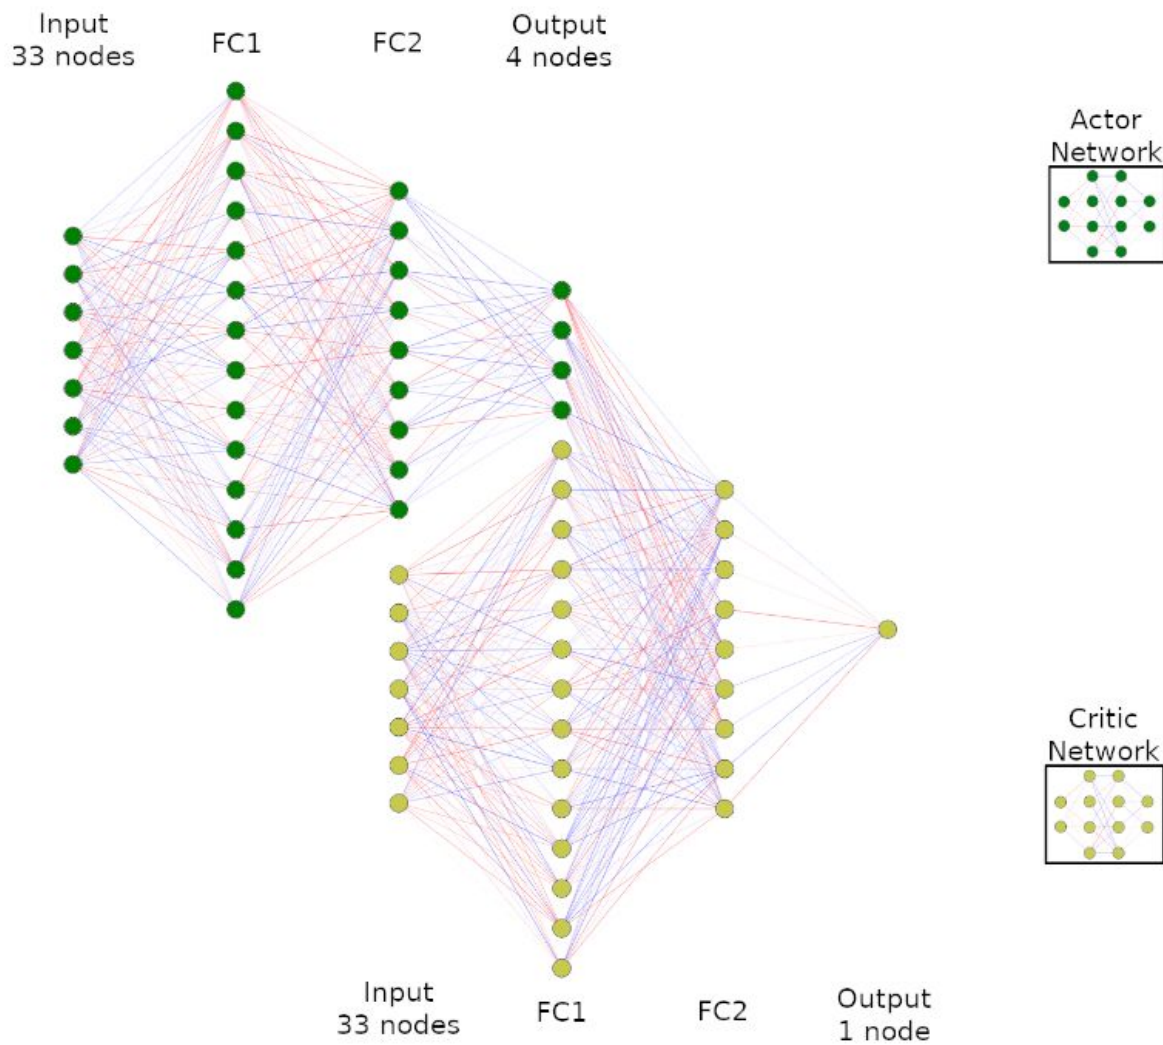 Input
33 nodes
FC1
FC2
Output
4 nodes
Actor
Network
Critic
Network
Input
33 nodes
FC1
FC2
Output
1 node